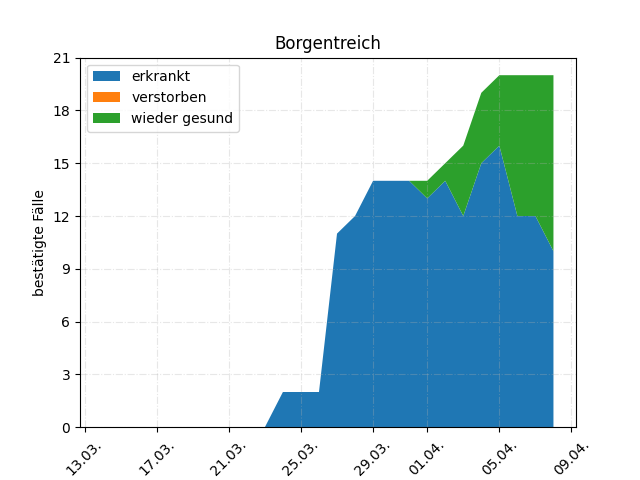 Borgentreich
erkrankt
verstorben
wieder gesund
bestätigte Fälle
21
18
15
12
9
6
3
0
13.03. 17.03. 21.03. 25.03. 29.03. 01.04. 05.04. 09.04.